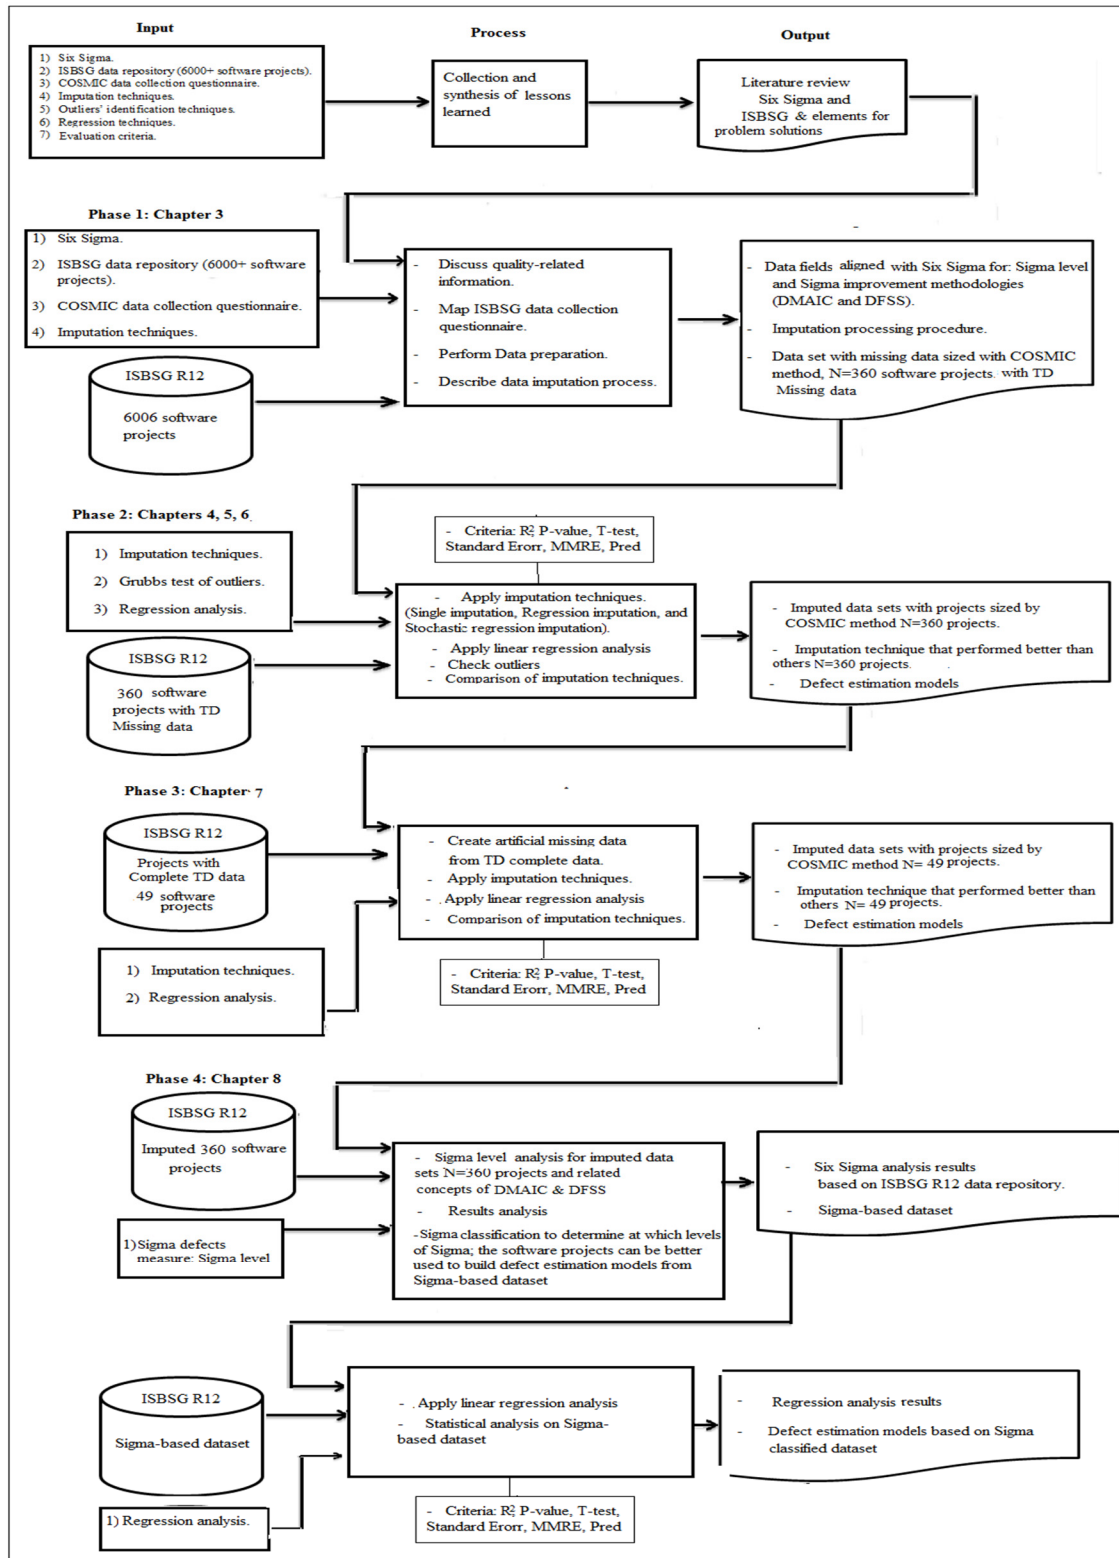 Input
Process
Output
1) Six Sigma.
2) ISBSG data repository (6000+ software projects).
3) COSMIC data collection questionnaire.
4) Imputation techniques.
5) Outliers' identification techniques.
6) Regression techniques.
7) Evaluation criteria.
Collection and
synthesis of lessons
learned
Literature review
Six Sigma and
ISBSG & elements for
problem solutions
Phase 1: Chapter 3
1) Six Sigma.
2) ISBSG data repository (6000+ software
projects).
3) COSMIC data collection questionnaire.
4) Imputation techniques.
ISBSG R12
6006 software
projects
- Discuss quality-related
information.
- Map ISBSG data collection
questionnaire.
- Perform Data preparation.
- Describe data imputation process.
- Data fields aligned with Six Sigma for: Sigma level
and Sigma improvement methodologies
(DMAIC and DFSS).
- Imputation processing procedure.
- Data set with missing data sized with COSMIC
method, N=360 software projects. with TD
Missing data
Phase 2: Chapters 4, 5, 6
1) Imputation techniques.
2) Grubbs test of outliers.
3) Regression analysis.
ISBSG R12
360 software
projects with TD
Missing data
- Criteria: R², P-value, T-test,
Standard Erorr, MMRE, Pred
- Apply imputation techniques.
(Single imputation, Regression imputation, and
Stochastic regression imputation).
- Apply linear regression analysis
- Check outliers
- Comparison of imputation techniques.
- Imputed data sets with projects sized by
COSMIC method N=360 projects.
- Imputation technique that performed better than
others N=360 projects.
- Defect estimation models
Phase 3: Chapter 7
ISBSG R12
Projects with
Complete TD data
49 software
projects
1) Imputation techniques.
2) Regression analysis.
- Create artificial missing data
from TD complete data.
- Apply imputation techniques.
- Apply linear regression analysis
- Comparison of imputation techniques.
- Criteria: R², P-value, T-test,
Standard Erorr, MMRE, Pred
- Imputed data sets with projects sized by
COSMIC method N= 49 projects.
- Imputation technique that performed better than
others N= 49 projects.
- Defect estimation models
Phase 4: Chapter 8
ISBSG R12
Imputed 360 software
projects
1) Sigma defects
measure: Sigma level
- Sigma level analysis for imputed data
sets N=360 projects and related
concepts of DMAIC & DFSS
- Results analysis
-Sigma classification to determine at which levels
of Sigma; the software projects can be better
used to build defect estimation models from
Sigma-based dataset
- Six Sigma analysis results
based on ISBSG R12 data repository.
- Sigma-based dataset
ISBSG R12
Sigma-based dataset
1) Regression analysis.
- Apply linear regression analysis
- Statistical analysis on Sigma-
based dataset
- Criteria: R², P-value, T-test,
Standard Erorr, MMRE, Pred
- Regression analysis results
- Defect estimation models based on Sigma
classified dataset